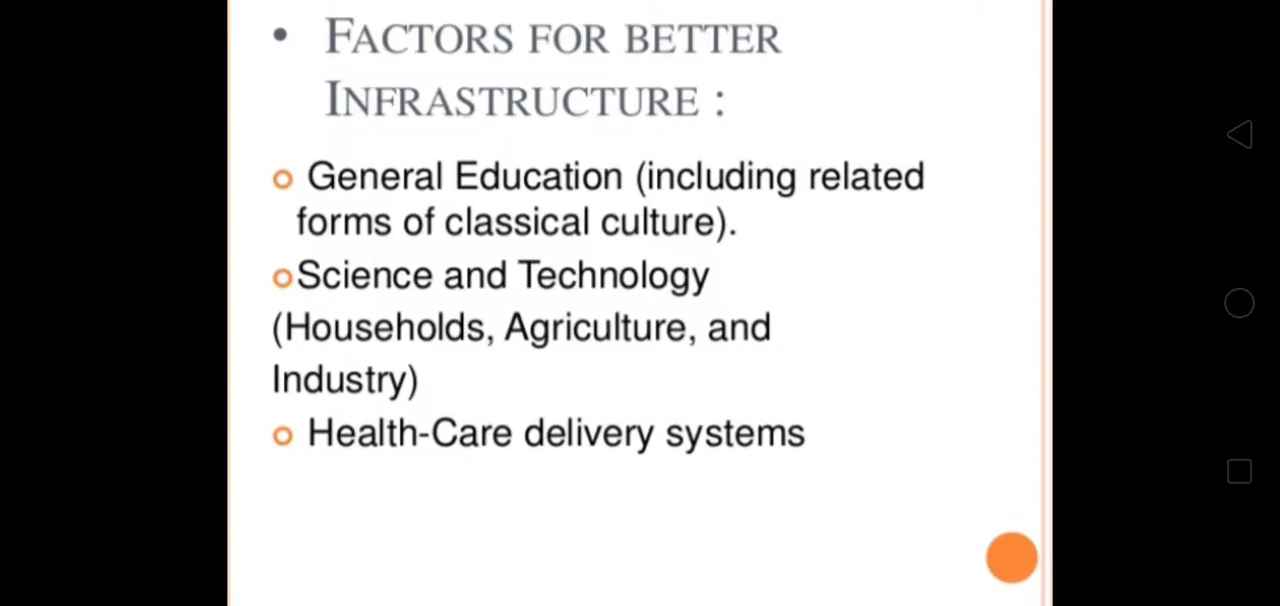 • FACTORS FOR BETTER
INFRASTRUCTURE :
General Education (including related
forms of classical culture).
Science and Technology
(Households, Agriculture, and
Industry)
Health-Care delivery systems